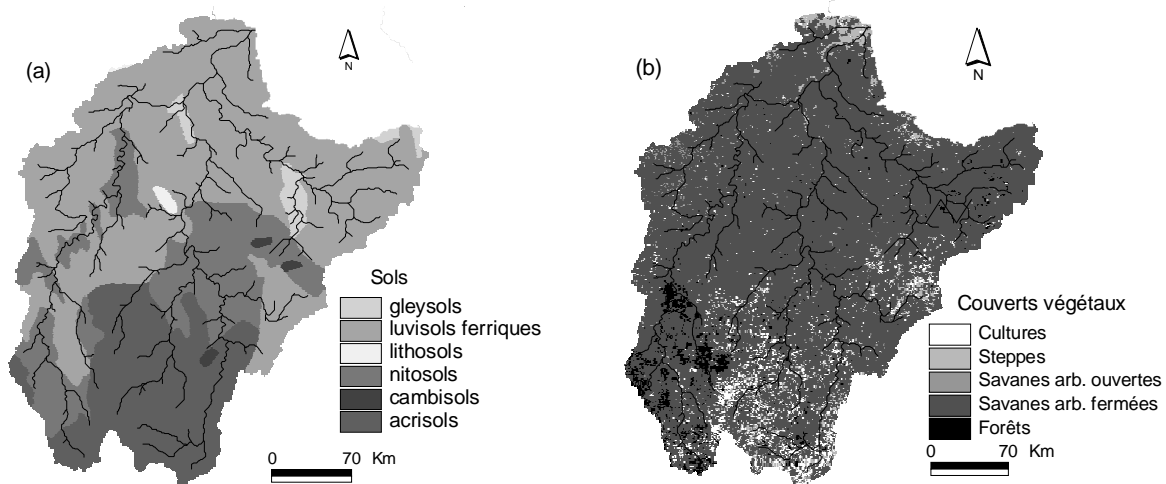 (a)
N
Sols
gleysols
luvisols ferriques
lithosols
nitosols
cambisols
acrisols
0 70 Km
(b)
N
Couverts végétaux
Cultures
Steppes
Savanes arb. ouvertes
Savanes arb. fermées
Forêts
0 70 Km